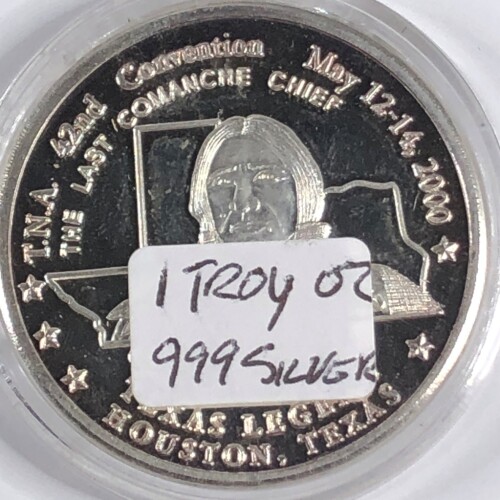 T.N.A. 42nd Convention May 12-14, 2000
THE LAST COMANCHE CHIEF
1 TROY OZ
999 SILVER
HOUSTON, TEXAS